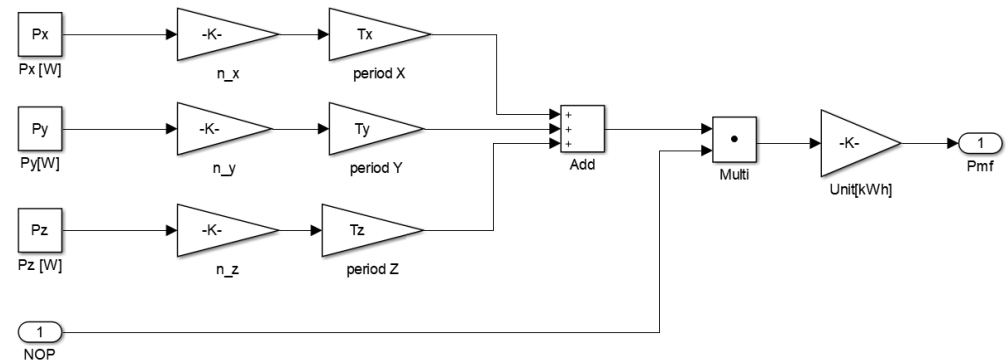 Px
Px [W]
-K-
n_x
Tx
period X
Py
Py[W]
-K-
n_y
Ty
period Y
Pz
Pz [W]
-K-
n_z
Tz
period Z
+
+
+
Add
Multi
-K-
Unit[kWh]
1
Pmf
1
NOP